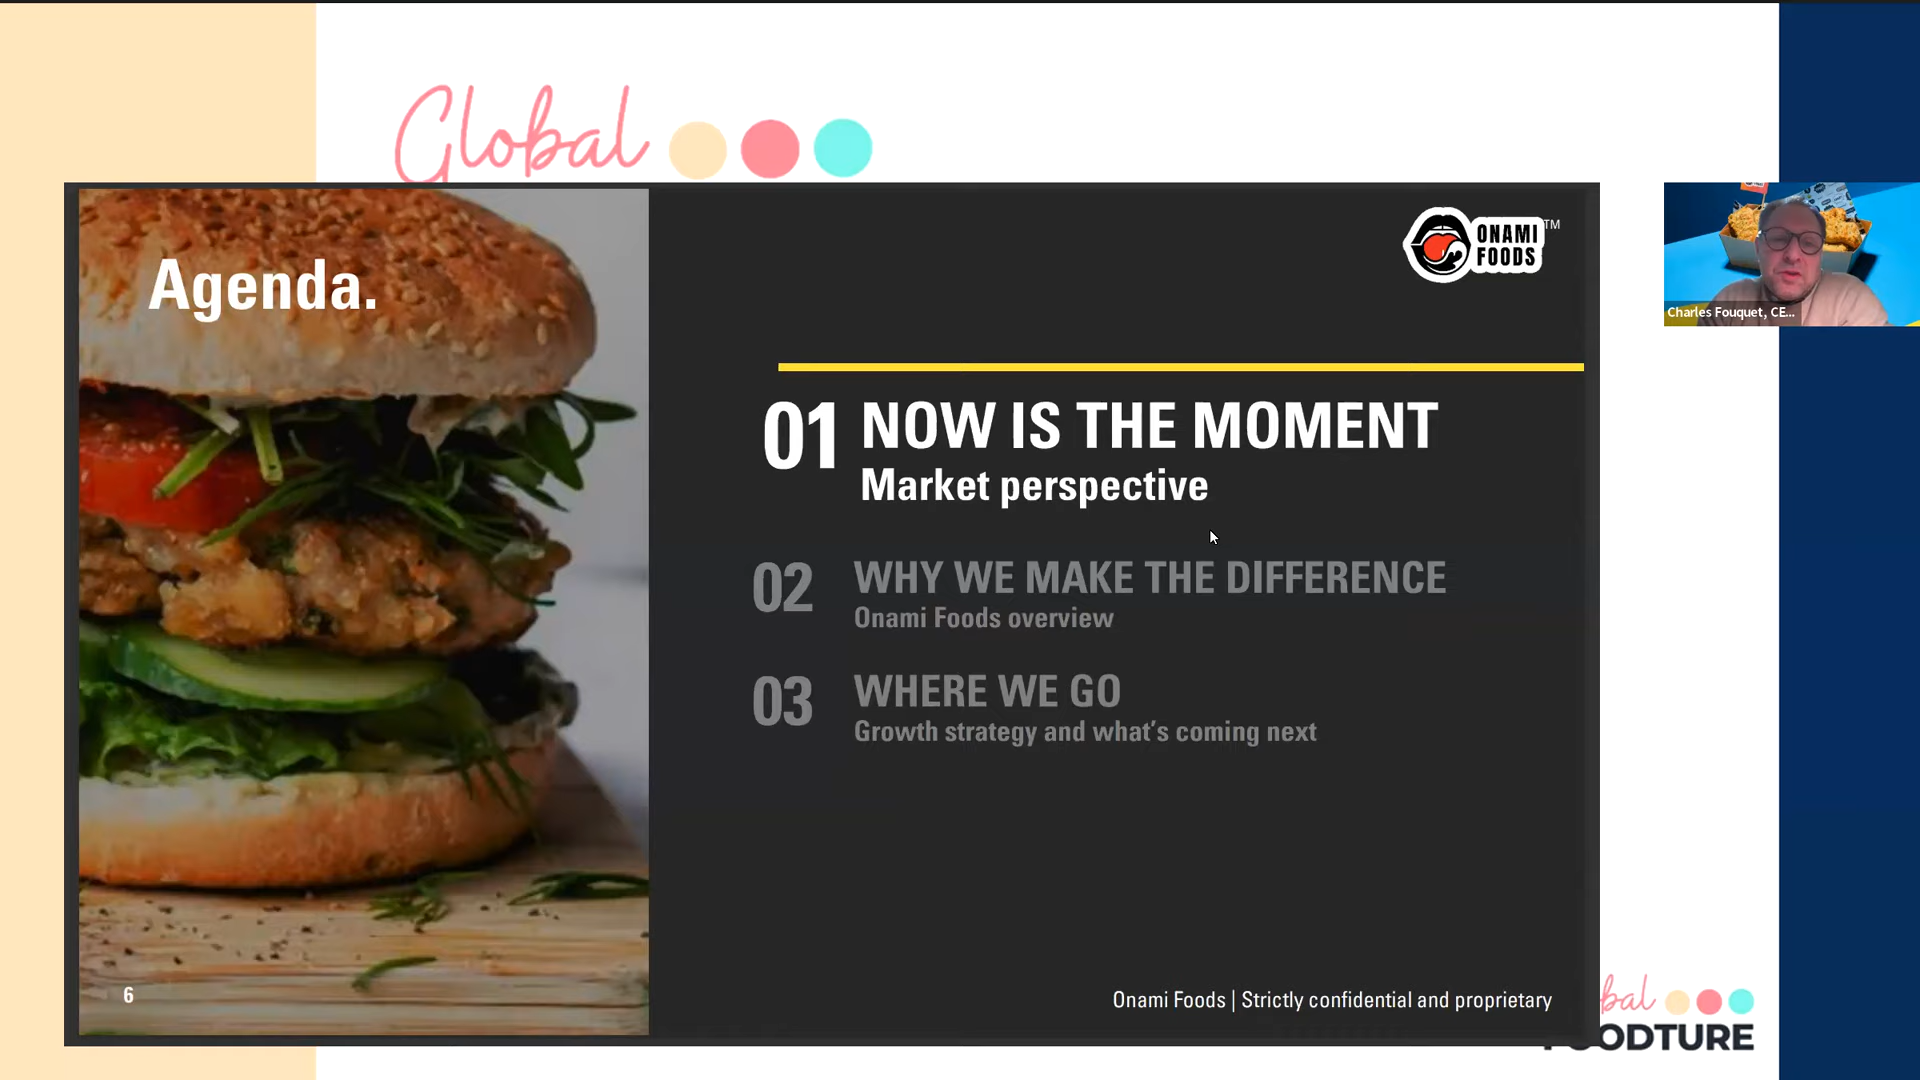 Global
Agenda.
ONAMI
FOODS
TM
Charles Fouquet, CE...
01 NOW IS THE MOMENT
Market perspective
02 WHY WE MAKE THE DIFFERENCE
Onami Foods overview
03 WHERE WE GO
Growth strategy and what's coming next
6
Onami Foods | Strictly confidential and proprietary
bal
FOODTURE